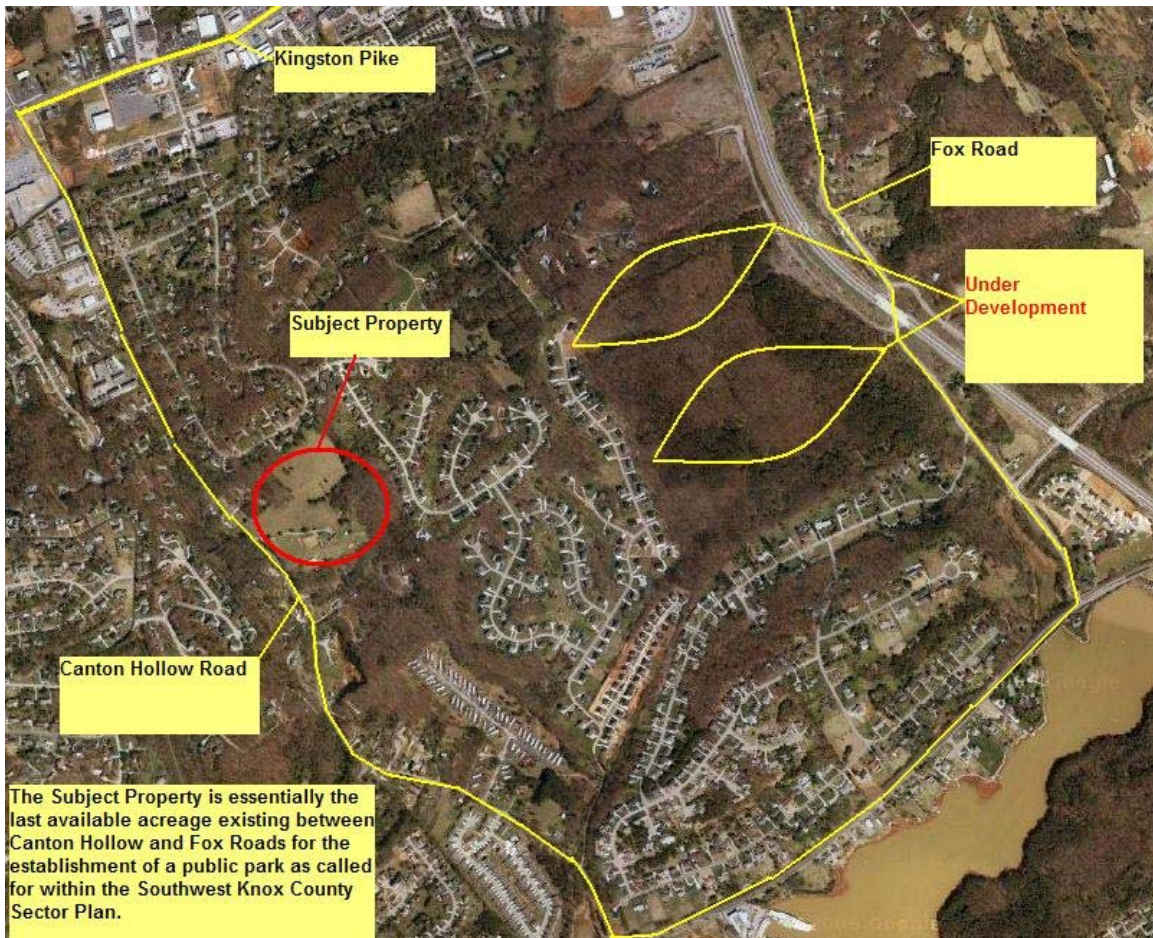 Kingston Pike
Fox Road
Under
Development
Subject Property
Canton Hollow Road
The Subject Property is essentially the
last available acreage existing between
Canton Hollow and Fox Roads for the
establishment of a public park as called
for within the Southwest Knox County
Sector Plan.
Google